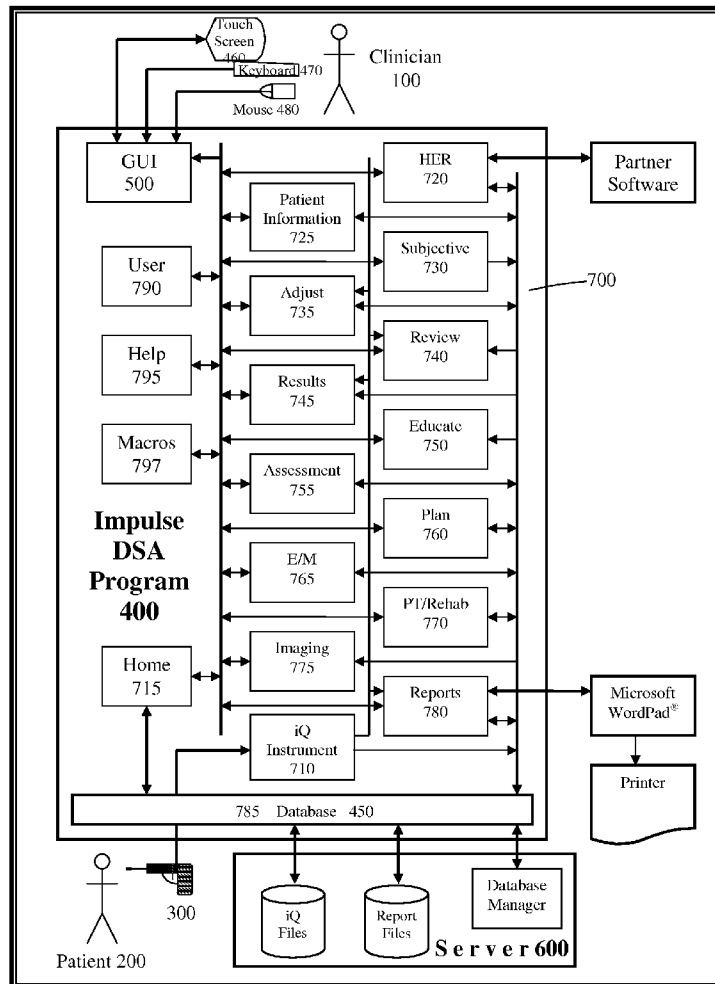 Touch
Screen
460
Keyboard 470
Mouse 480
Clinician
100
GUI
500
HER
720
Partner
Software
Patient
Information
725
Subjective
730
User
790
700
Adjust
735
Review
740
Help
795
Results
745
Educate
750
Macros
797
Assessment
755
Plan
760
Impulse
DSA
Program
400
E/M
765
PT/Rehab
770
Imaging
775
Home
715
Reports
780
Microsoft
WordPad®
iQ
Instrument
710
Printer
785 Database 450
300
Patient 200
iQ
Files
Report
Files
Database
Manager
Server 600